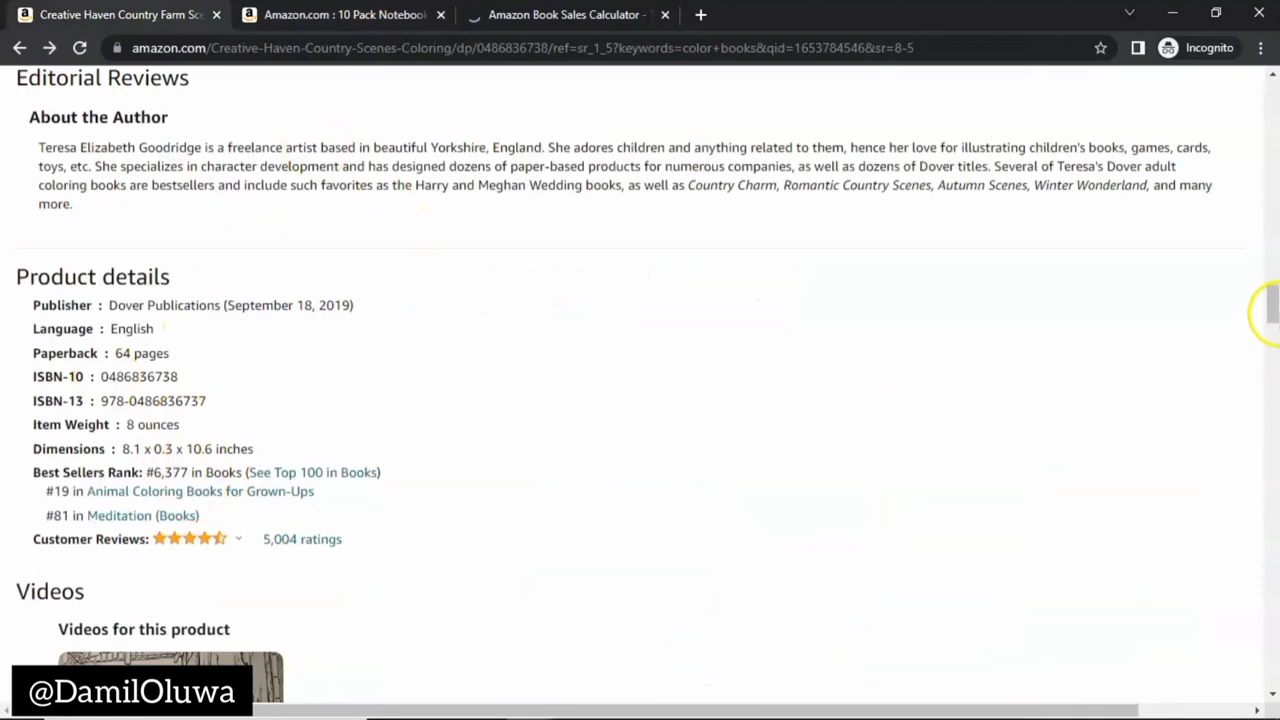 Creative Haven Country Farm Sce
Amazon.com : 10 Pack Notebook
Amazon Book Sales Calculator -
amazon.com/Creative-Haven-Country-Scenes-Coloring/dp/0486836738/ref=sr_1_5?keywords=color+books&qid=1653784546&sr=8-5
Incognito
Editorial Reviews
About the Author
Teresa Elizabeth Goodridge is a freelance artist based in beautiful Yorkshire, England. She adores children and anything related to them, hence her love for illustrating children's books, games, cards,
toys, etc. She specializes in character development and has designed dozens of paper-based products for numerous companies, as well as dozens of Dover titles. Several of Teresa's Dover adult
coloring books are bestsellers and include such favorites as the Harry and Meghan Wedding books, as well as Country Charm, Romantic Country Scenes, Autumn Scenes, Winter Wonderland, and many
more.
Product details
Publisher : Dover Publications (September 18, 2019)
Language : English
Paperback : 64 pages
ISBN-10 : 0486836738
ISBN-13 : 978-0486836737
Item Weight : 8 ounces
Dimensions : 8.1 x 0.3 x 10.6 inches
Best Sellers Rank: #6,377 in Books (See Top 100 in Books)
#19 in Animal Coloring Books for Grown-Ups
#81 in Meditation (Books)
Customer Reviews: 5,004 ratings
Videos
Videos for this product
@DamilOluwa